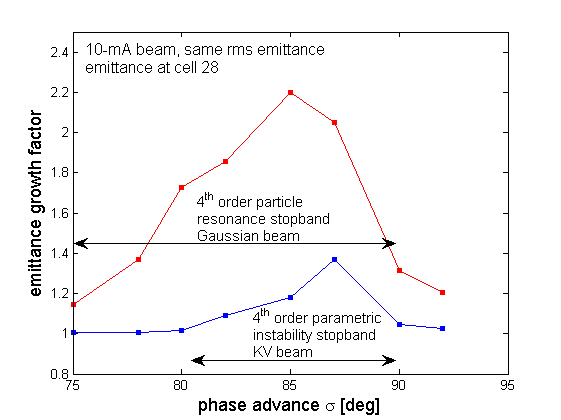 10-mA beam, same rms emittance
emittance at cell 28
emittance growth factor
2.4
2.2
2
1.8
1.6
1.4
1.2
1
0.8
4th order particle
resonance stopband
Gaussian beam
4th order parametric
instability stopband
KV beam
75
80
85
90
95
phase advance σ [deg]